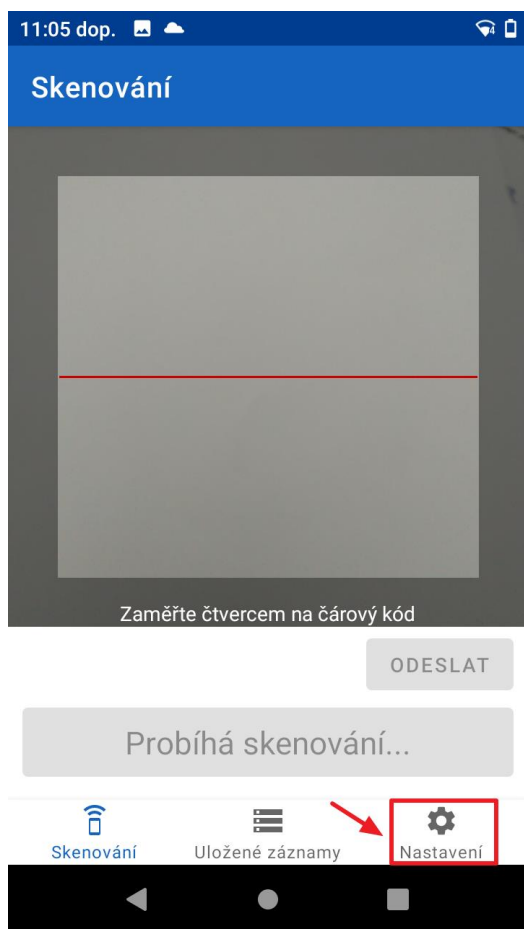 11:05 dop.
Skenování
Zaměřte čtvercem na čárový kód
ODESLAT
Probíhá skenování...
Skenování Uložené záznamy Nastavení